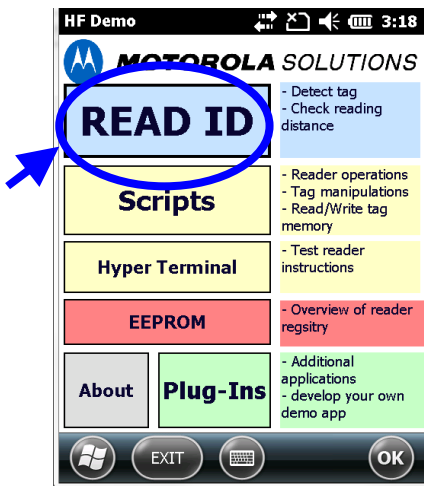 HF Demo 3:18
MOTOROLA SOLUTIONS
READ ID
- Detect tag
- Check reading
distance
Scripts
- Reader operations
- Tag manipulations
- Read/Write tag
memory
Hyper Terminal
- Test reader
instructions
EEPROM
- Overview of reader
regsitry
About
Plug-Ins
- Additional
applications
- develop your own
demo app
EXIT
OK